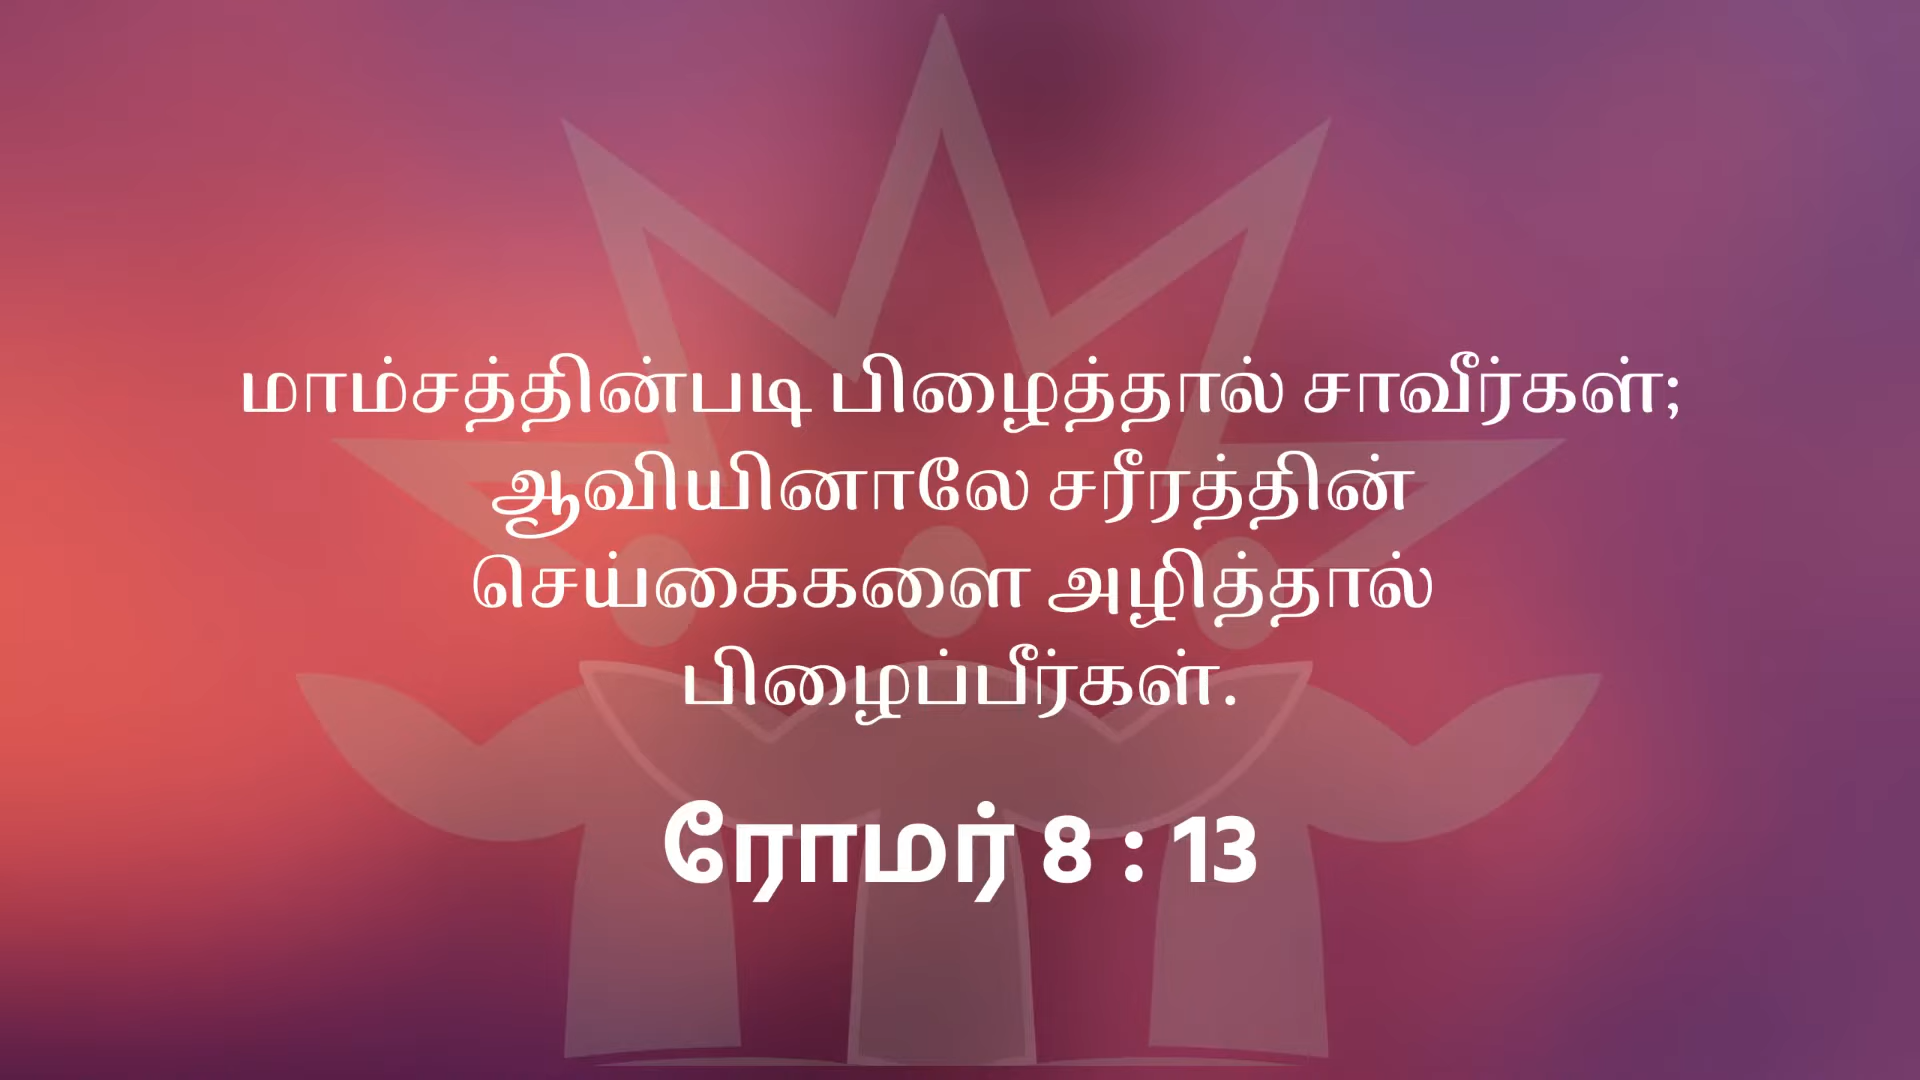 மாம்சத்தின்படி பிழைத்தால் சாவீர்கள்;
ஆவியினாலே சரீரத்தின்
செய்கைகளை அழித்தால்
பிழைப்பீர்கள்.
ரோமர் 8 : 13